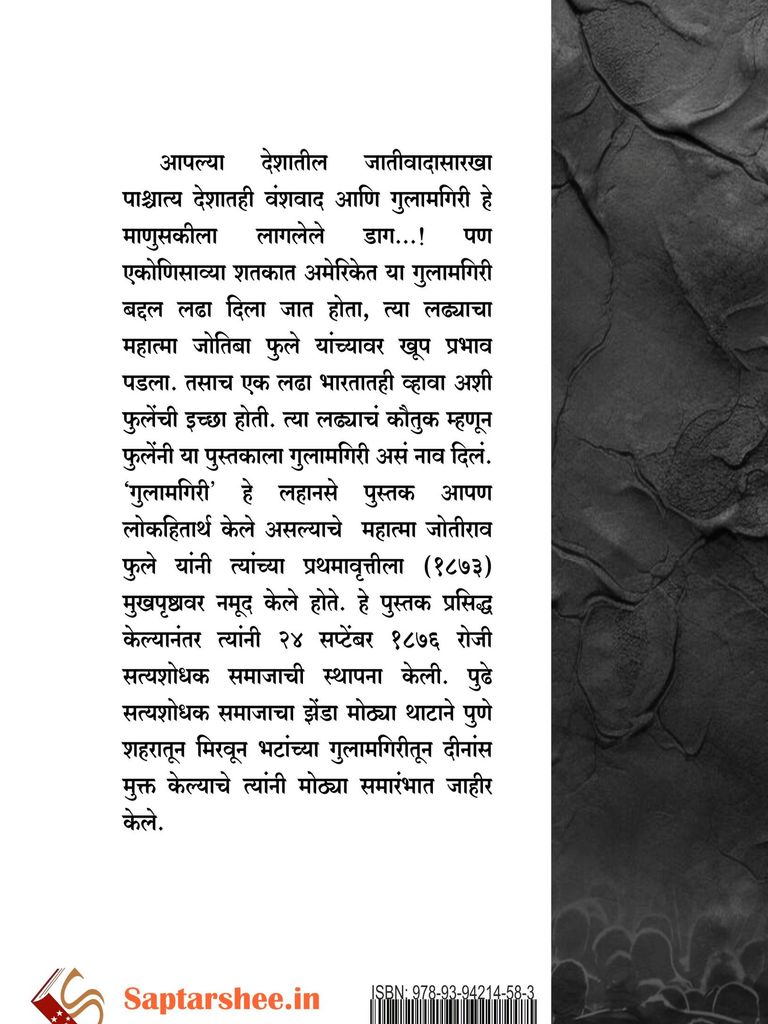 आपल्या देशातील जातीवादासारखा
पाश्चात्य देशातही वंशवाद आणि गुलामगिरी हे
माणुसकीला लागलेले डाग...! पण
एकोणिसाव्या शतकात अमेरिकेत या गुलामगिरी
बद्दल लढा दिला जात होता, त्या लढ्याचा
महात्मा जोतिबा फुले यांच्यावर खूप प्रभाव
पडला. तसाच एक लढा भारतातही व्हावा अशी
फुलेंची इच्छा होती. त्या लढ्याचं कौतुक म्हणून
फुलेंनी या पुस्तकाला गुलामगिरी असं नाव दिलं.
‘गुलामगिरी’ हे लहानसे पुस्तक आपण
लोकहितार्थ केले असल्याचे महात्मा जोतीराव
फुले यांनी त्यांच्या प्रथमावृत्तीला (१८७३)
मुखपृष्ठावर नमूद केले होते. हे पुस्तक प्रसिद्ध
केल्यानंतर त्यांनी २४ सप्टेंबर १८७६ रोजी
सत्यशोधक समाजाची स्थापना केली. पुढे
सत्यशोधक समाजाचा झेंडा मोठ्या थाटाने पुणे
शहरातून मिरवून भटांच्या गुलामगिरीतून दीनांस
मुक्त केल्याचे त्यांनी मोठ्या समारंभात जाहीर
केले.
Saptarshee.in
ISBN: 978-93-94214-58-3